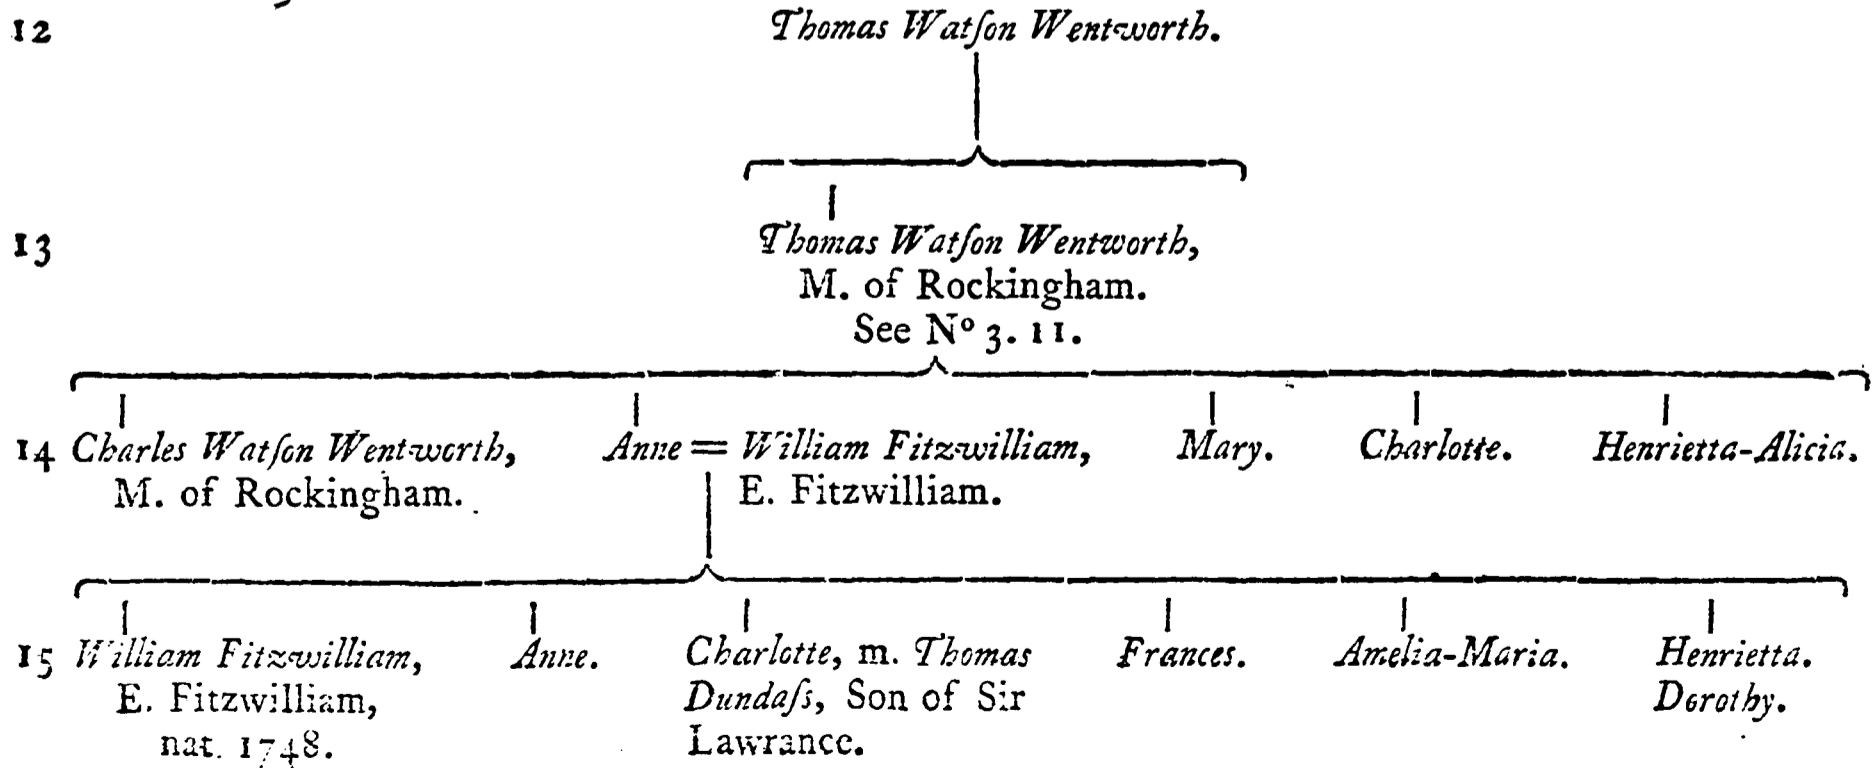 12 Thomas Watſon Wentworth.
13 Thomas Watſon Wentworth,
M. of Rockingham.
See Nº 3. 11.
14 Charles Watſon Wentworth, Anne = William Fitzwilliam, Mary. Charlotte. Henrietta-Alicia.
M. of Rockingham. E. Fitzwilliam.
15 William Fitzwilliam, Anne. Charlotte, m. Thomas Frances. Amelia-Maria. Henrietta.
E. Fitzwilliam, Dundaſs, Son of Sir Dorothy.
nat. 1748. Lawrance.